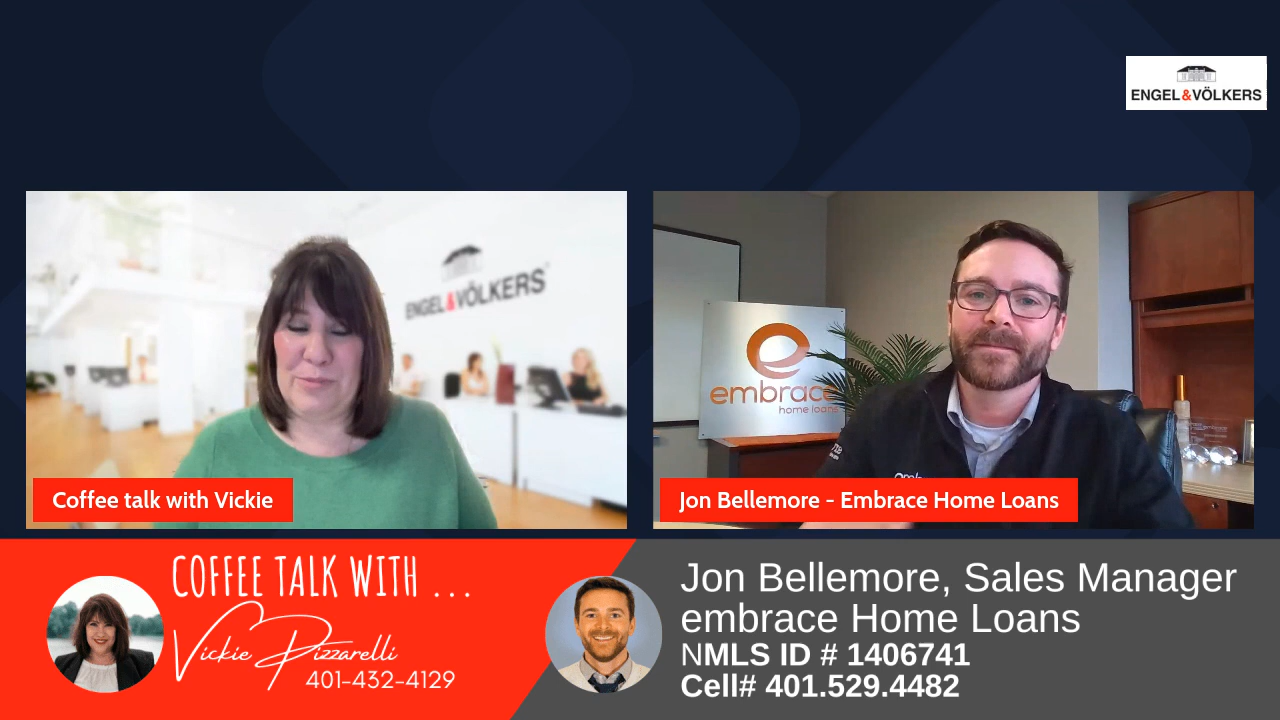 ENGEL&VÖLKERS
ENGEL&VÖLKERS
embrace
home loans
Coffee talk with Vickie
Jon Bellemore - Embrace Home Loans
COFFEE TALK WITH ...
Vickie Pizzarelli
401-432-4129
Jon Bellemore, Sales Manager
embrace Home Loans
NMLS ID # 1406741
Cell# 401.529.4482